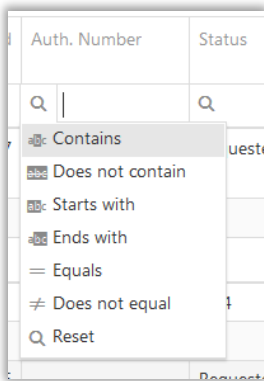 Auth. Number
Status
Contains
Does not contain
Starts with
Ends with
Equals
Does not equal
Reset